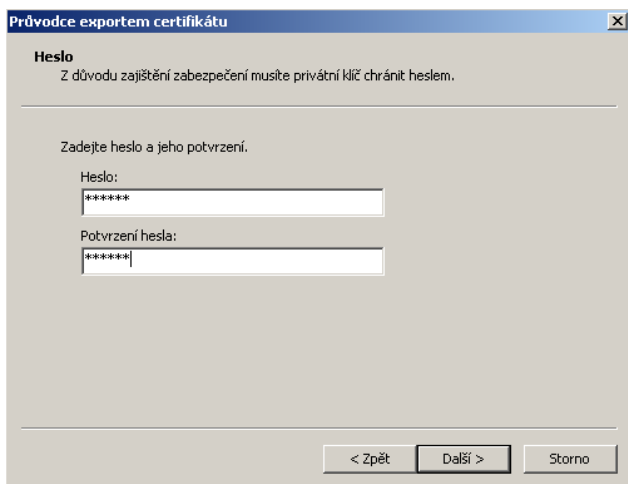 Průvodce exportem certifikátu
Heslo
Z důvodu zajištění zabezpečení musíte privátní klíč chránit heslem.
Zadejte heslo a jeho potvrzení.
Heslo:
******
Potvrzení hesla:
******
< Zpět
Další >
Storno